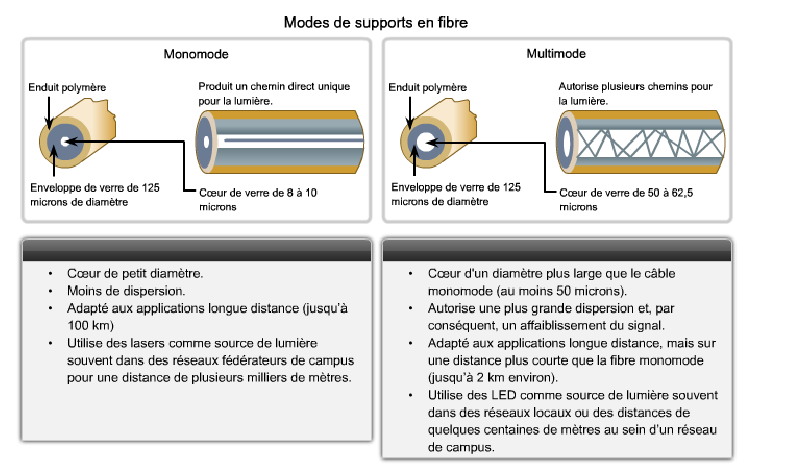 Modes de supports en fibre
Monomode
Enduit polymère
Produit un chemin direct unique
pour la lumière.
Enveloppe de verre de 125
microns de diamètre
Cœur de verre de 8 à 10
microns
Multimode
Enduit polymère
Autorise plusieurs chemins pour
la lumière.
Enveloppe de verre de 125
microns de diamètre
Cœur de verre de 50 à 62,5
microns
• Cœur de petit diamètre.
• Moins de dispersion.
• Adapté aux applications longue distance (jusqu'à
100 km)
• Utilise des lasers comme source de lumière
souvent dans des réseaux fédérateurs de campus
pour une distance de plusieurs milliers de mètres.
• Cœur d'un diamètre plus large que le câble
monomode (au moins 50 microns).
• Autorise une plus grande dispersion et, par
conséquent, un affaiblissement du signal.
• Adapté aux applications longue distance, mais sur
une distance plus courte que la fibre monomode
(jusqu'à 2 km environ).
• Utilise des LED comme source de lumière souvent
dans des réseaux locaux ou des distances de
quelques centaines de mètres au sein d'un réseau
de campus.